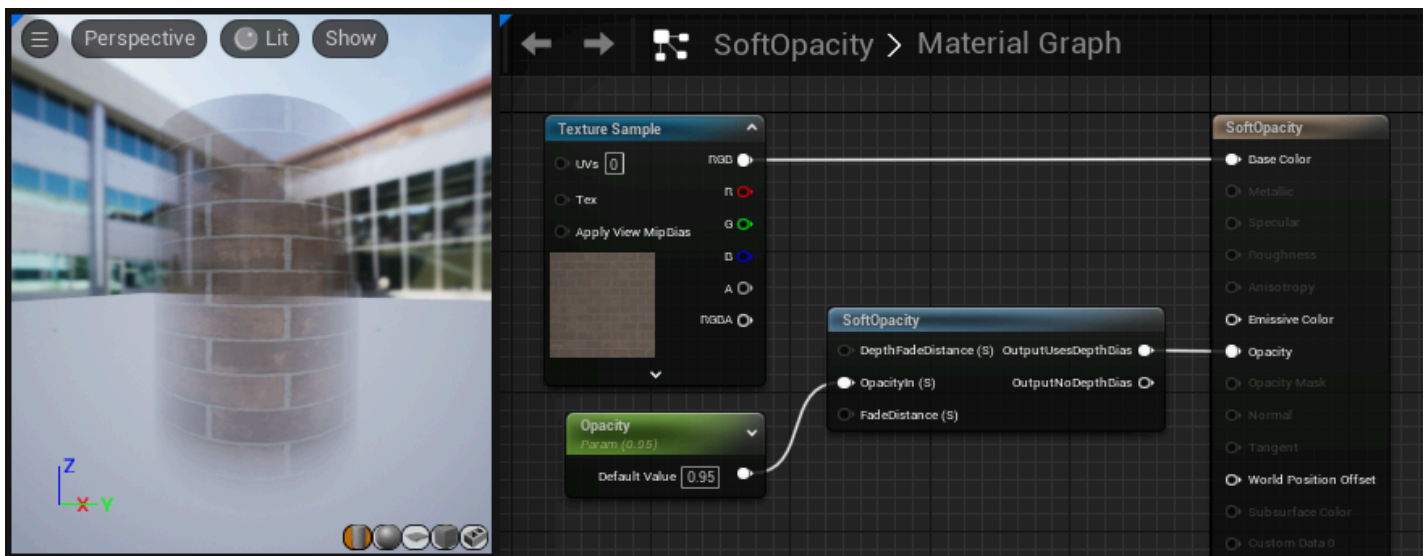 Perspective
Lit
Show
SoftOpacity > Material Graph
Texture Sample
UVs 0
RGB
Tex
R
Apply View MipBias
G
B
A
RGBA
Opacity
Param (0.95)
Default Value 0.95
SoftOpacity
DepthFadeDistance (S) OutputUsesDepthBias
OpacityIn (S) OutputNoDepthBias
FadeDistance (S)
SoftOpacity
Base Color
Metallic
Specular
Roughness
Anisotropy
Emissive Color
Opacity
Opacity Mask
Normal
Tangent
World Position Offset
Subsurface Color
Custom Data 0
Z
X Y